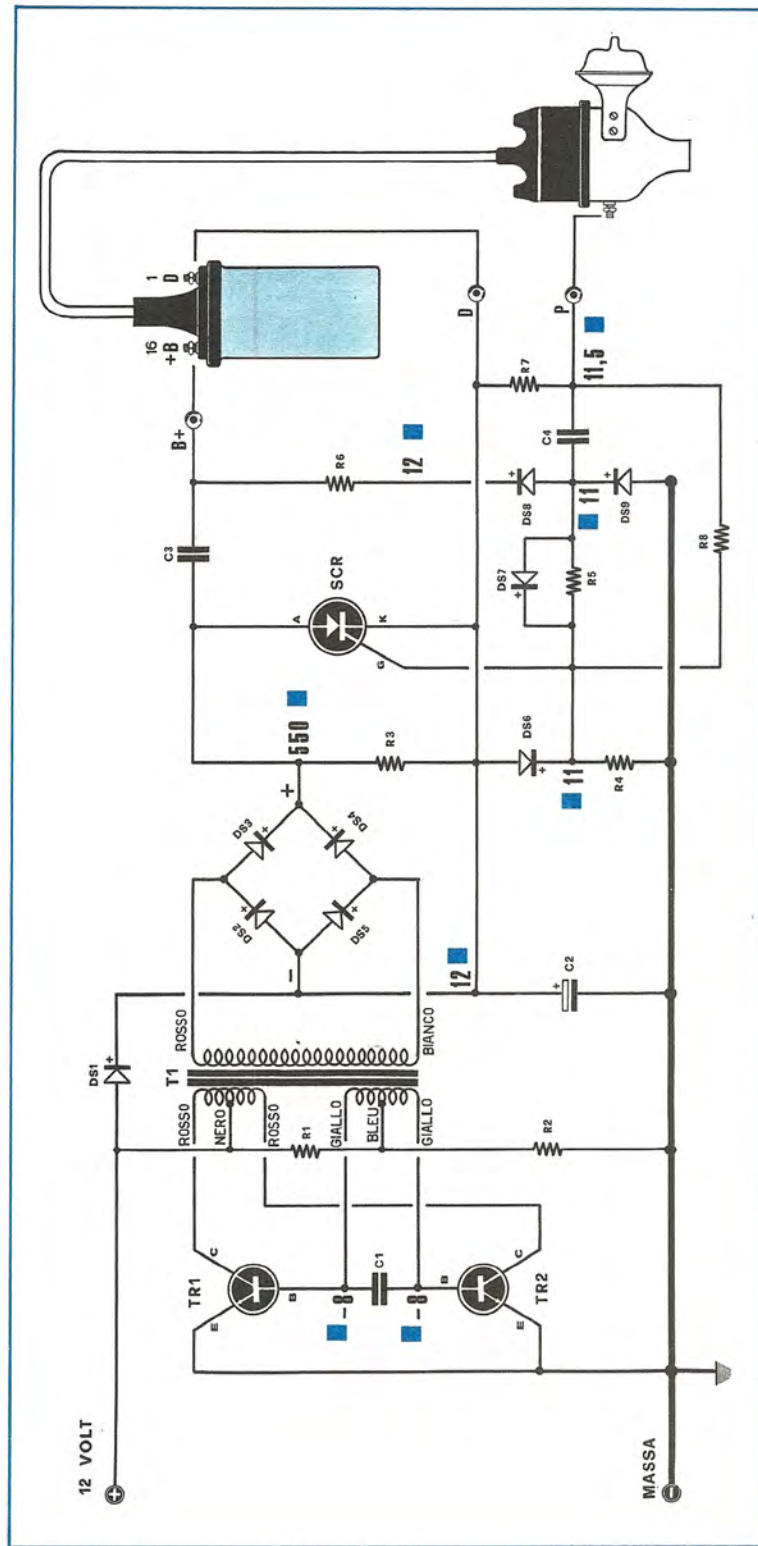 12 VOLT
DS1
T1
ROSSO
NERO
ROSSO
GIALLO
BLEU
GIALLO
ROSSO
BIANCO
TR1
E
C
B
C1
-8
-8
TR2
B
C
E
R1
R2
DS2
DS3
DS4
DS5
-
+
550
12
C2
R3
DS6
11
R4
C3
SCR
A
K
G
B+
16
+B
1
D
R6
12
DS7
R5
DS8
11
DS9
C4
R7
11,5
R8
D
P
MASSA